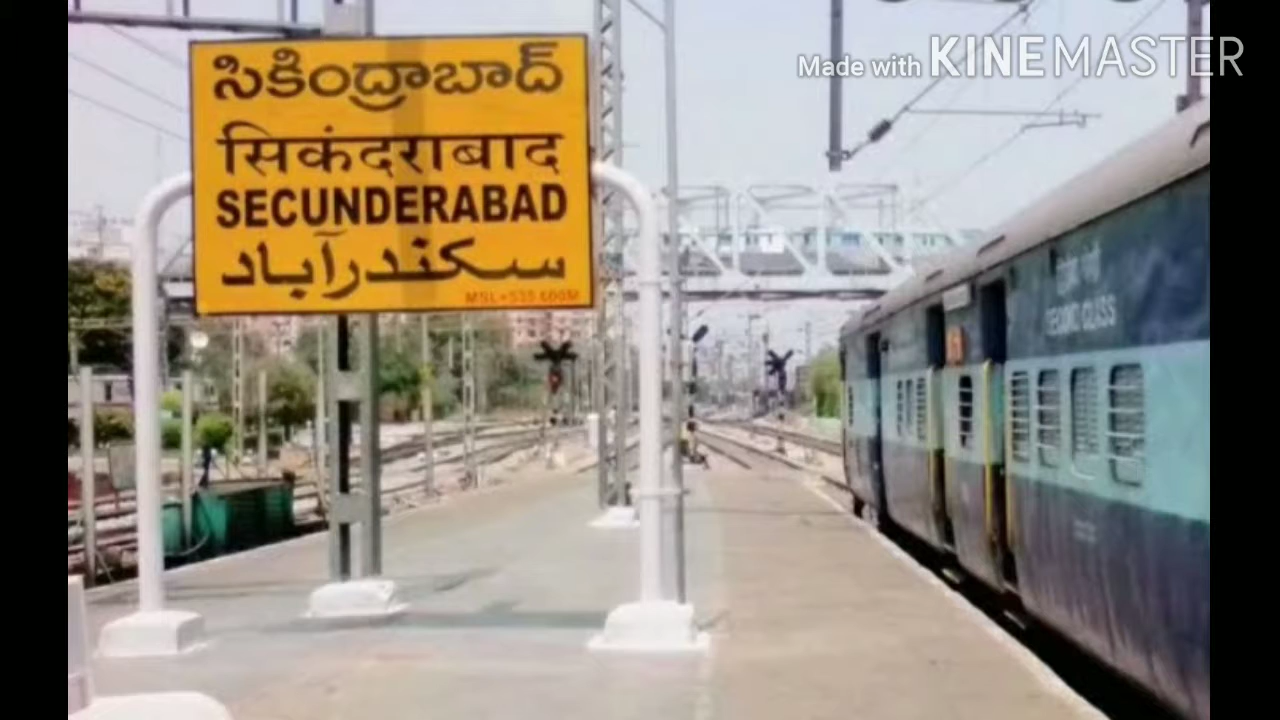 Made with KINEMASTER
సికింద్రాబాద్
सिकंदराबाद
SECUNDERABAD
سکندرآباد